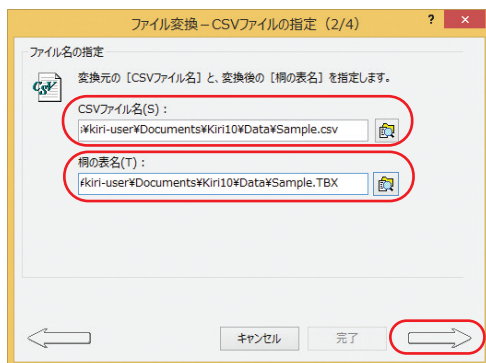 ファイル変換－CSVファイルの指定（2/4）
? ×
ファイル名の指定
CSV
変換元の［CSVファイル名］と、変換後の［桐の表名］を指定します。
CSVファイル名(S)：
¥kiri-user¥Documents¥Kiri10¥Data¥Sample.csv
桐の表名(T)：
¥kiri-user¥Documents¥Kiri10¥Data¥Sample.TBX
キャンセル 完了